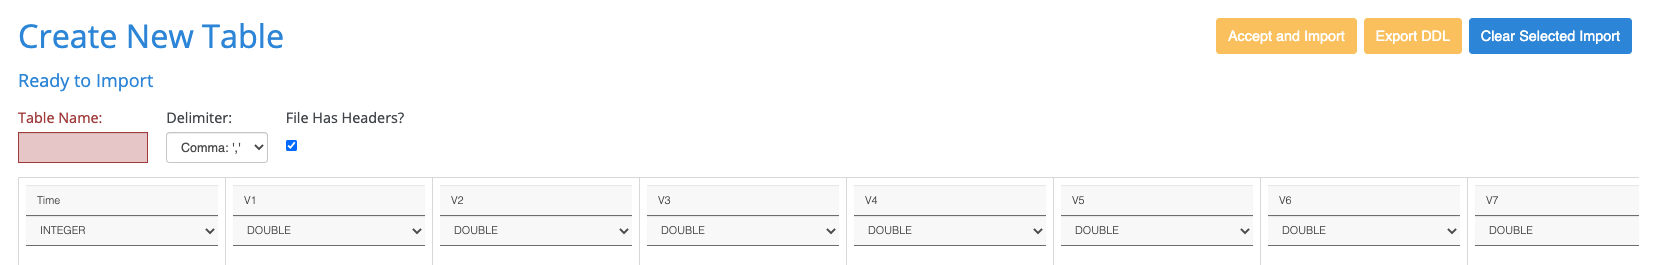 Create New Table
Accept and Import Export DDL Clear Selected Import
Ready to Import
Table Name: Delimiter: File Has Headers?
Comma: ','
Time V1 V2 V3 V4 V5 V6 V7
INTEGER DOUBLE DOUBLE DOUBLE DOUBLE DOUBLE DOUBLE DOUBLE